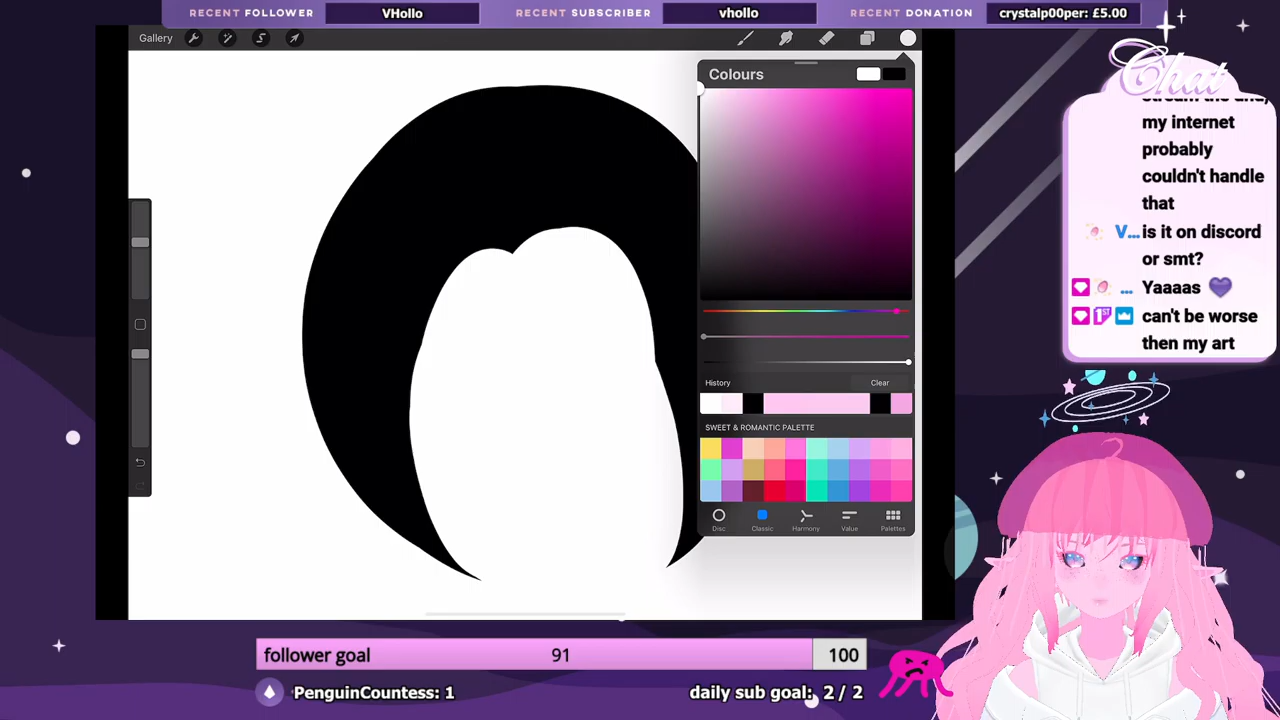 RECENT FOLLOWER VHollo RECENT SUBSCRIBER vhollo RECENT DONATION crystalp00per: £5.00
Gallery
Colours
History Clear
SWEET & ROMANTIC PALETTE
Disc Classic Harmony Value Palettes
Chat
my internet
probably
couldn't handle
that
V... is it on discord
or smt?
... Yaaaas
1ST can't be worse
then my art
follower goal 91 100
PenguinCountess: 1 daily sub goal: 2 / 2